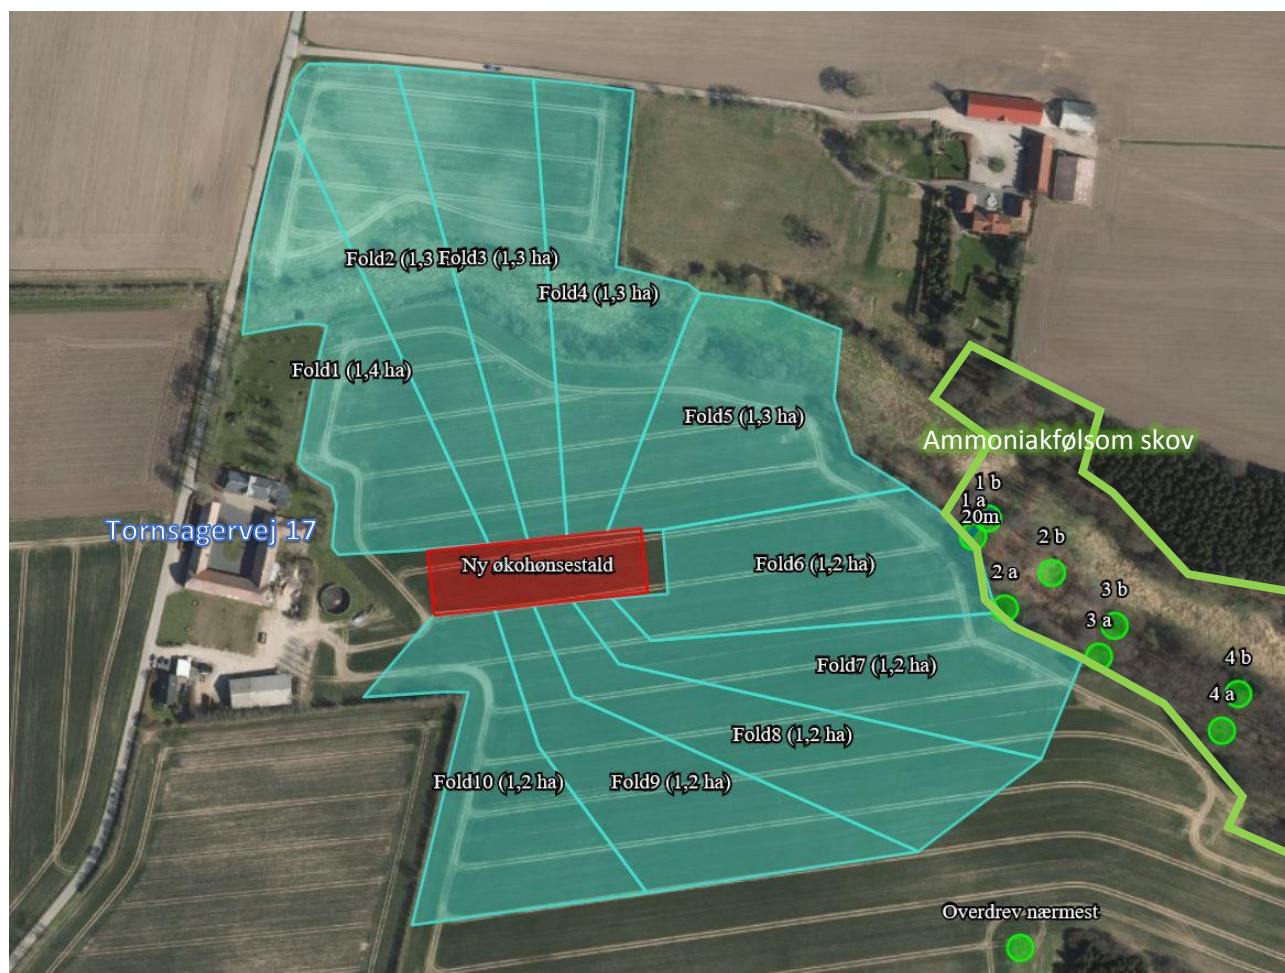 Fold2 (1,3
Fold3 (1,3 ha)
Fold4 (1,3 ha)
Fold1 (1,4 ha)
Fold5 (1,3 ha)
Ammoniakfølsom skov
1 b
1 a
20m
Tornsagervej 17
Ny økohønsestald
Fold6 (1,2 ha)
2 b
2 a
3 b
3 a
Fold7 (1,2 ha)
4 b
4 a
Fold8 (1,2 ha)
Fold10 (1,2 ha)
Fold9 (1,2 ha)
Overdrev nærmest